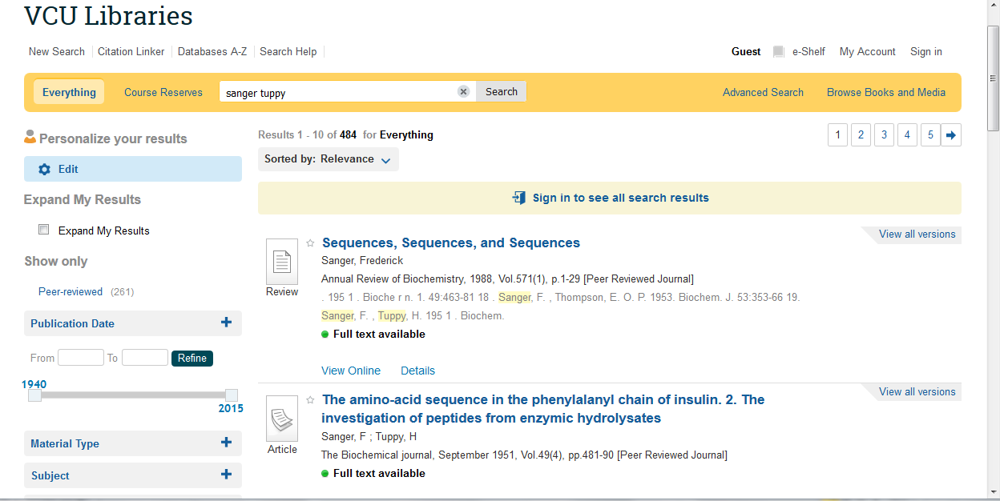 VCU Libraries
New Search Citation Linker Databases A-Z Search Help Guest e-Shelf My Account Sign in
Everything Course Reserves sanger tuppy Search Advanced Search Browse Books and Media
Personalize your results
Edit
Expand My Results
Expand My Results
Show only
Peer-reviewed (261)
Publication Date
From To Refine
1940
2015
Material Type
Subject
Results 1 - 10 of 484 for Everything
1 2 3 4 5
Sorted by: Relevance
Sign in to see all search results
Review
Sequences, Sequences, and Sequences
View all versions
Sanger, Frederick
Annual Review of Biochemistry, 1988, Vol.571(1), p.1-29 [Peer Reviewed Journal]
. 195 1 . Bioche r n. 1. 49:463-81 18 . Sanger, F. , Thompson, E. O. P. 1953. Biochem. J. 53:353-66 19.
Sanger, F. , Tuppy, H. 195 1 . Biochem.
Full text available
View Online Details
Article
The amino-acid sequence in the phenylalanyl chain of insulin. 2. The
investigation of peptides from enzymic hydrolysates
View all versions
Sanger, F ; Tuppy, H
The Biochemical journal, September 1951, Vol.49(4), pp.481-90 [Peer Reviewed Journal]
Full text available